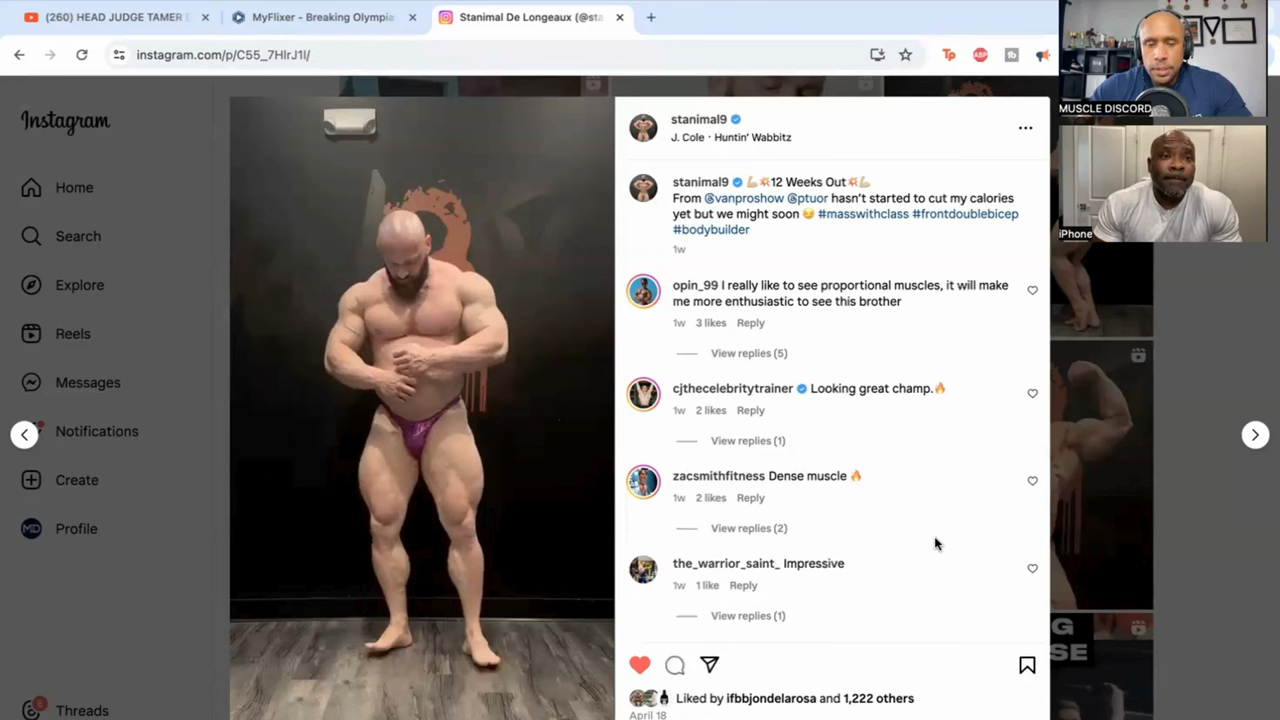 (260) HEAD JUDGE TAMER E
MyFlixer - Breaking Olympia
Stanimal De Longeaux (@sta
instagram.com/p/C55_7HlrJ1l/
Tp
ABP
tb
MUSCLE DISCORD
iPhone
Instagram
Home
Search
Explore
Reels
Messages
Notifications
Create
MD Profile
6
Threads
stanimal9
J. Cole · Huntin' Wabbitz
stanimal9 💪🏼💥12 Weeks Out💥💪🏼
From @vanproshow @ptuor hasn't started to cut my calories
yet but we might soon 😏 #masswithclass #frontdoublebicep
#bodybuilder
1w
opin_99 I really like to see proportional muscles, it will make
me more enthusiastic to see this brother
1w 3 likes Reply
View replies (5)
cjthecelebritytrainer Looking great champ.🔥
1w 2 likes Reply
View replies (1)
zacsmithfitness Dense muscle 🔥
1w 2 likes Reply
View replies (2)
the_warrior_saint_ Impressive
1w 1 like Reply
View replies (1)
Liked by ifbbjondelarosa and 1,222 others
April 18
G
SE